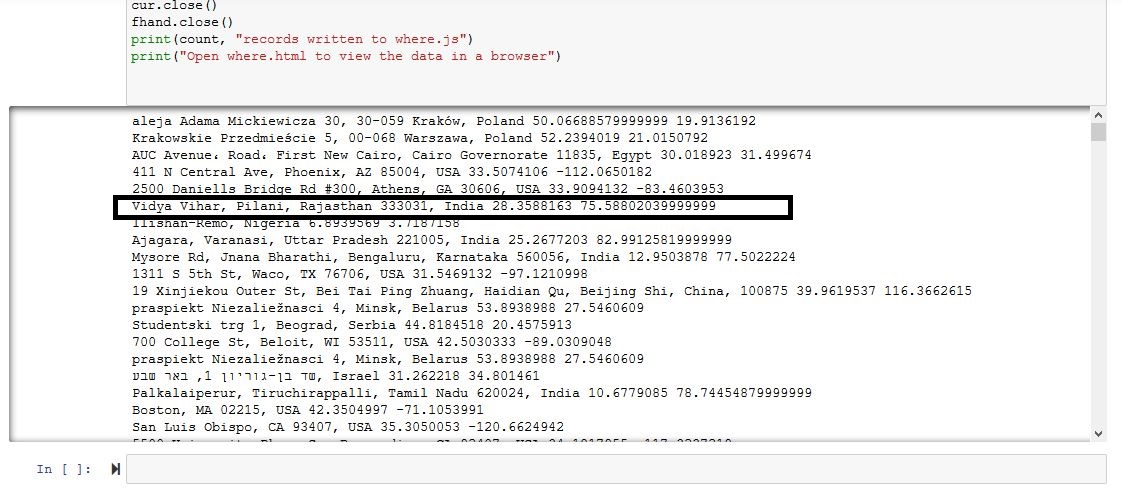 cur.close()
fhand.close()
print(count, "records written to where.js")
print("Open where.html to view the data in a browser")
aleja Adama Mickiewicza 30, 30-059 Kraków, Poland 50.06688579999999 19.9136192
Krakowskie Przedmieście 5, 00-068 Warszawa, Poland 52.2394019 21.0150792
AUC Avenue، Road، First New Cairo, Cairo Governorate 11835, Egypt 30.018923 31.499674
411 N Central Ave, Phoenix, AZ 85004, USA 33.5074106 -112.0650182
2500 Daniells Bridge Rd #300, Athens, GA 30606, USA 33.9094132 -83.4603953
Vidya Vihar, Pilani, Rajasthan 333031, India 28.3588163 75.58802039999999
Ilishan-Remo, Nigeria 6.8939569 3.7187158
Ajagara, Varanasi, Uttar Pradesh 221005, India 25.2677203 82.99125819999999
Mysore Rd, Jnana Bharathi, Bengaluru, Karnataka 560056, India 12.9503878 77.5022224
1311 S 5th St, Waco, TX 76706, USA 31.5469132 -97.1210998
19 Xinjiekou Outer St, Bei Tai Ping Zhuang, Haidian Qu, Beijing Shi, China, 100875 39.9619537 116.3662615
praspiekt Niezaliežnasci 4, Minsk, Belarus 53.8938988 27.5460609
Studentski trg 1, Beograd, Serbia 44.8184518 20.4575913
700 College St, Beloit, WI 53511, USA 42.5030333 -89.0309048
praspiekt Niezaliežnasci 4, Minsk, Belarus 53.8938988 27.5460609
שד בן-גוריון 1, באר שבע, Israel 31.262218 34.801461
Palkalaiperur, Tiruchirappalli, Tamil Nadu 620024, India 10.6779085 78.74454879999999
Boston, MA 02215, USA 42.3504997 -71.1053991
San Luis Obispo, CA 93407, USA 35.3050053 -120.6624942
In [ ]: